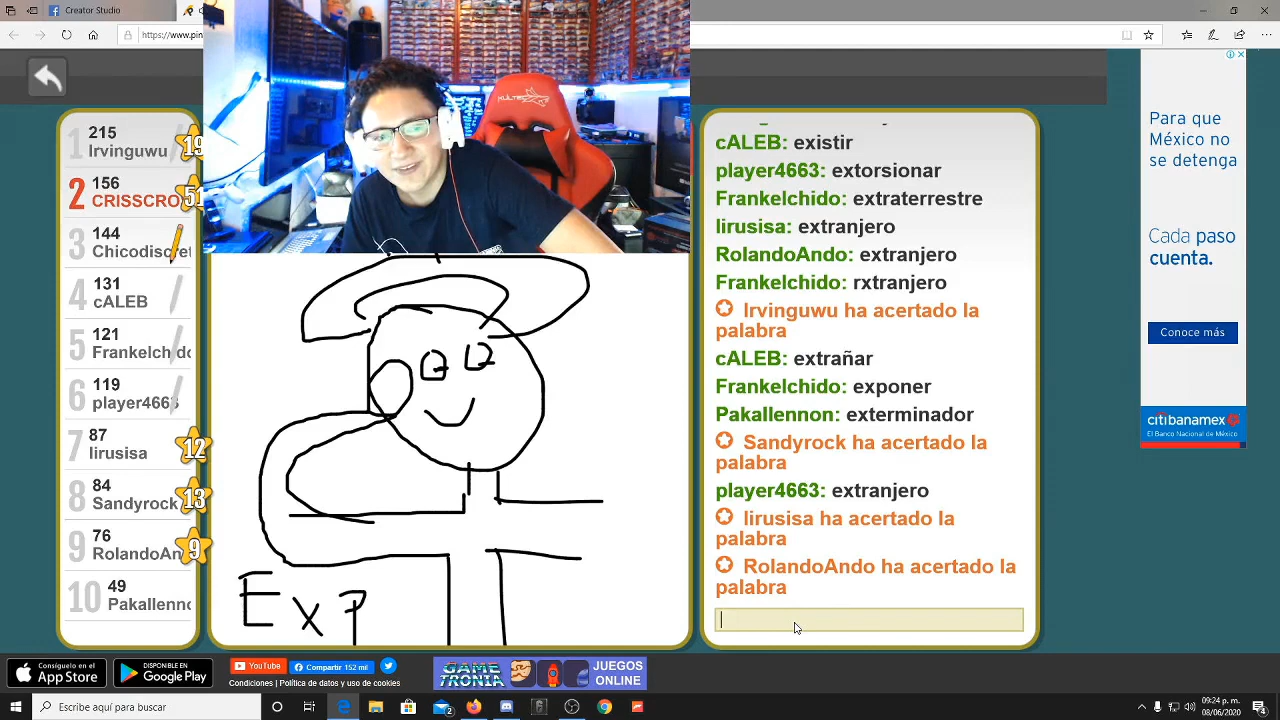 Creator Studio
https://www.pin
KULTE
1 215
Irvinguwu
19
2 156
CRISSCRO
51
3 144
Chicodiscret
4 131
cALEB
5 121
Frankelchido
6 119
player4663
7 87
lirusisa
12
8 84
Sandyrock
13
9 76
RolandoAn
9
10 49
Pakallenno
Ex?
cALEB: existir
player4663: extorsionar
Frankelchido: extraterrestre
lirusisa: extranjero
RolandoAndo: extranjero
Frankelchido: rxtranjero
Irvinguwu ha acertado la
palabra
cALEB: extrañar
Frankelchido: exponer
Pakallennon: exterminador
Sandyrock ha acertado la
palabra
player4663: extranjero
lirusisa ha acertado la
palabra
RolandoAndo ha acertado la
palabra
Para que
México no
se detenga
Cada paso
cuenta.
Conoce más
citibanamex
El Banco Nacional de México
Consíguelo en el
App Store
DISPONIBLE EN
Google Play
YouTube
Compartir 152 mil
Condiciones | Política de datos y uso de cookies
GAME
TRONIA
JUEGOS
ONLINE
Escribe aquí para buscar
2
09:24 p. m.
08/06/2020